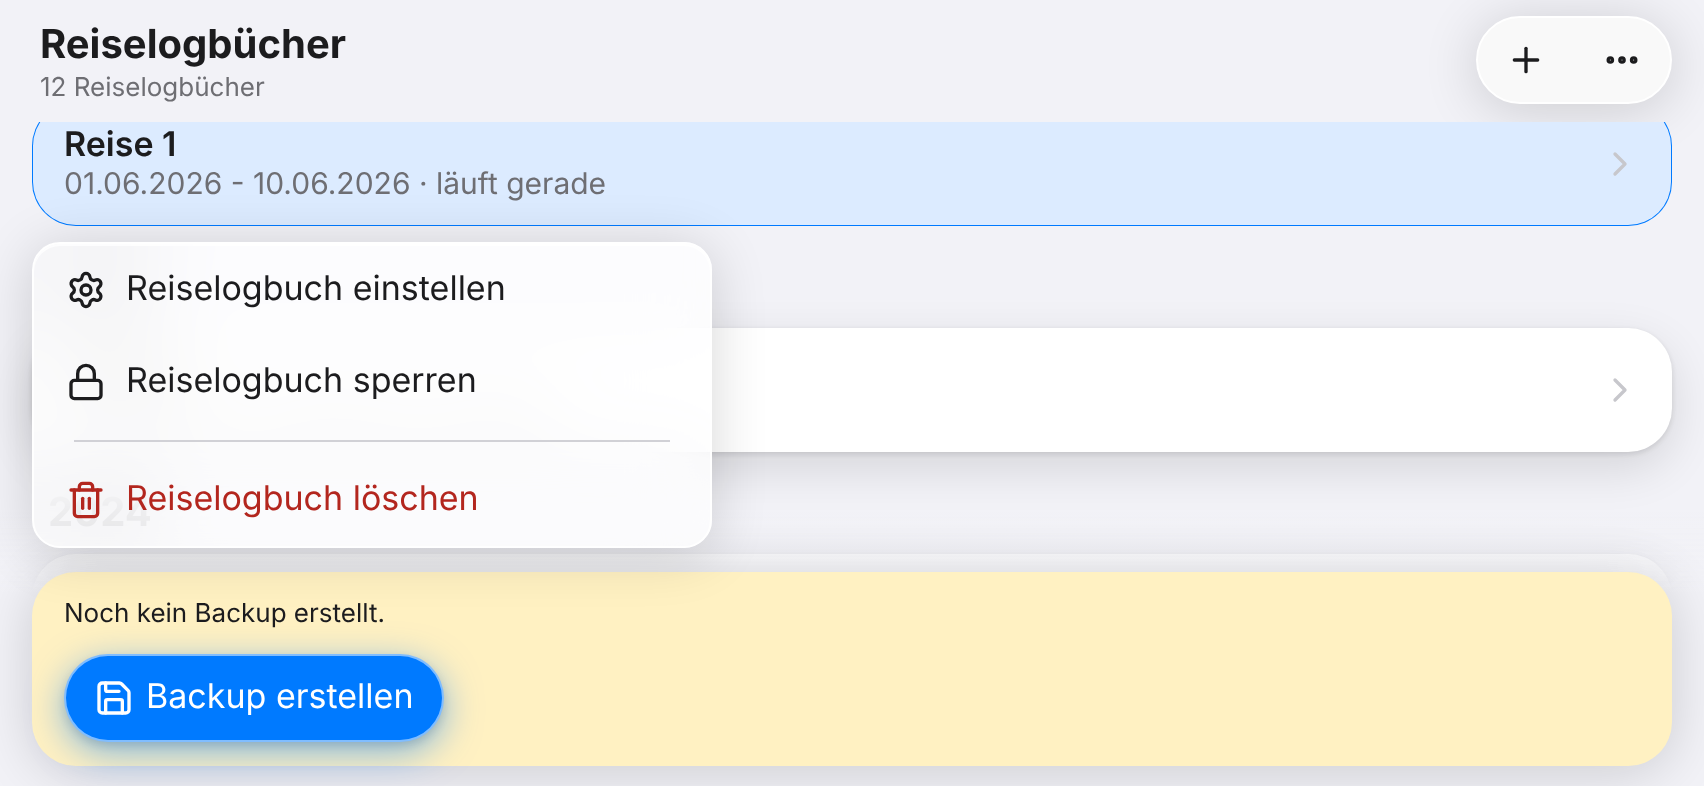 Reiselogbücher
12 Reiselogbücher
Reise 1
01.06.2026 - 10.06.2026 · läuft gerade
Reiselogbuch einstellen
Reiselogbuch sperren
Reiselogbuch löschen
2024
Noch kein Backup erstellt.
Backup erstellen